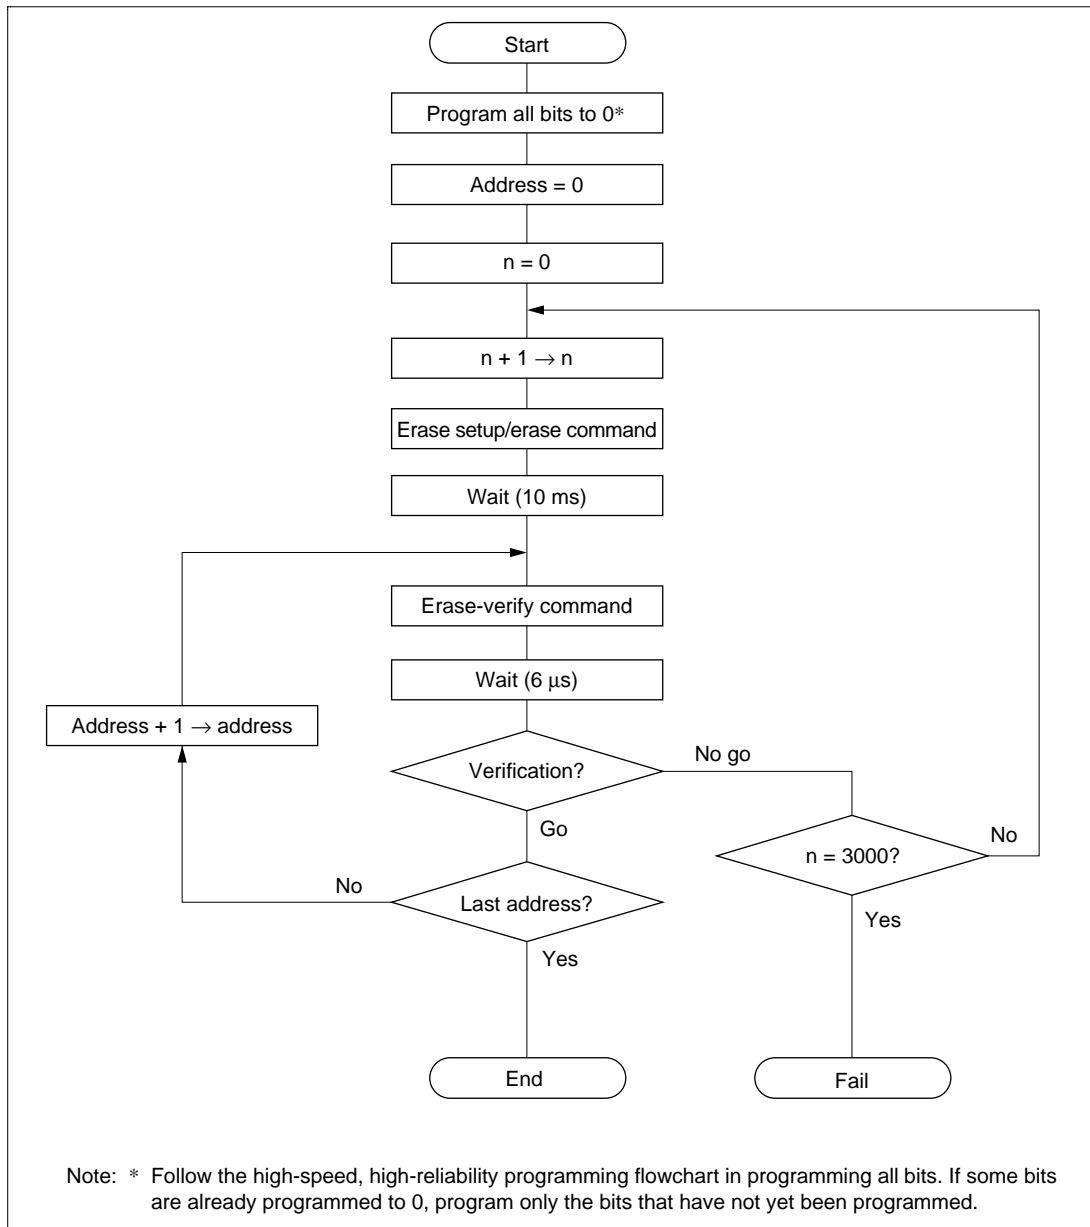 Start
Program all bits to 0*
Address = 0
n = 0
n + 1 → n
Erase setup/erase command
Wait (10 ms)
Erase-verify command
Wait (6 µs)
Address + 1 → address
Verification?
No go
Go
n = 3000?
No
No
Last address?
Yes
Yes
End
Fail
Note: * Follow the high-speed, high-reliability programming flowchart in programming all bits. If some bits
are already programmed to 0, program only the bits that have not yet been programmed.